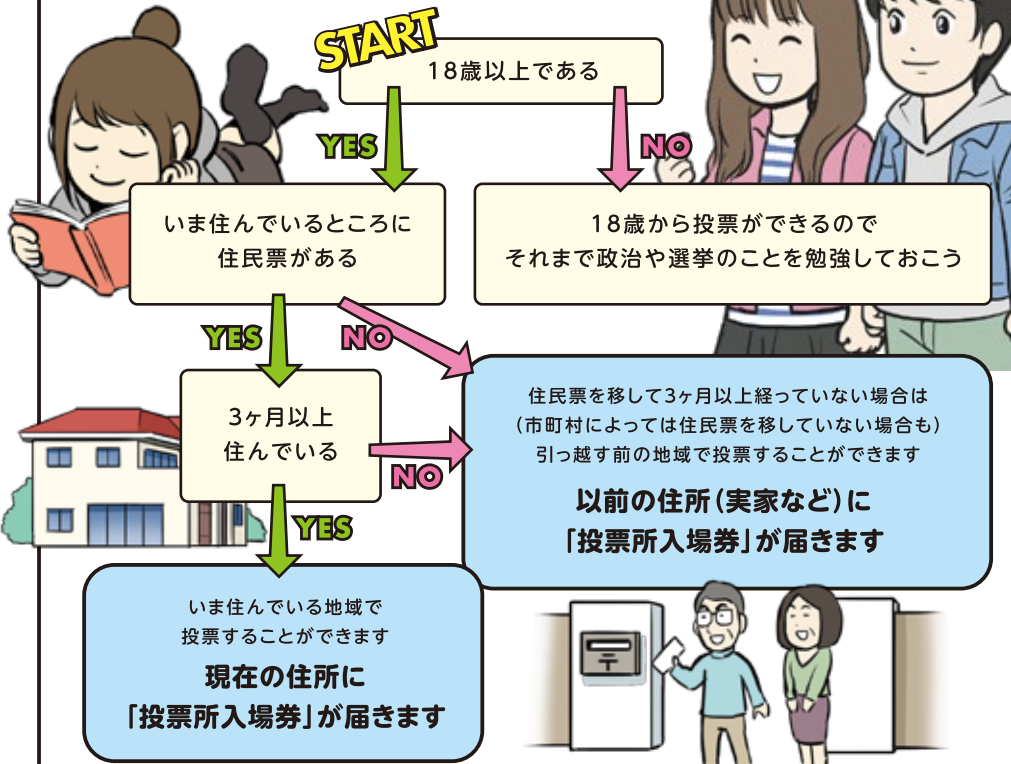 START
18歳以上である
YES
NO
いま住んでいるところに
住民票がある
18歳から投票ができるので
それまで政治や選挙のことを勉強しておこう
YES
NO
3ヶ月以上
住んでいる
NO
住民票を移して3ヶ月以上経っていない場合は
(市町村によっては住民票を移していない場合も)
引っ越す前の地域で投票することができます
以前の住所(実家など)に
「投票所入場券」が届きます
YES
いま住んでいる地域で
投票することができます
現在の住所に
「投票所入場券」が届きます
〒